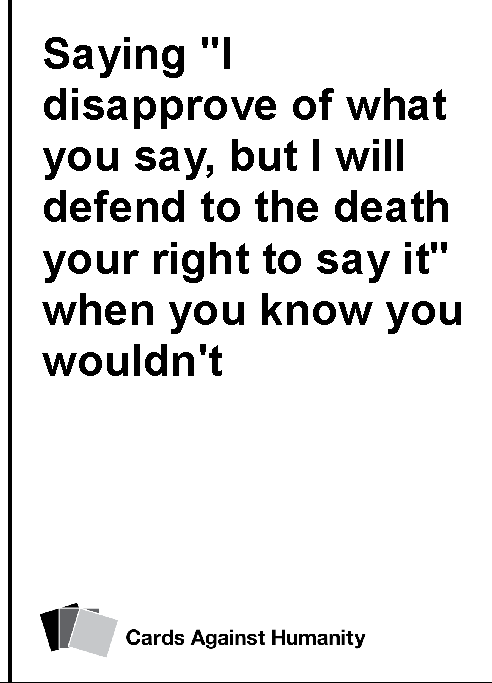 Saying "I
disapprove of what
you say, but I will
defend to the death
your right to say it"
when you know you
wouldn't
Cards Against Humanity